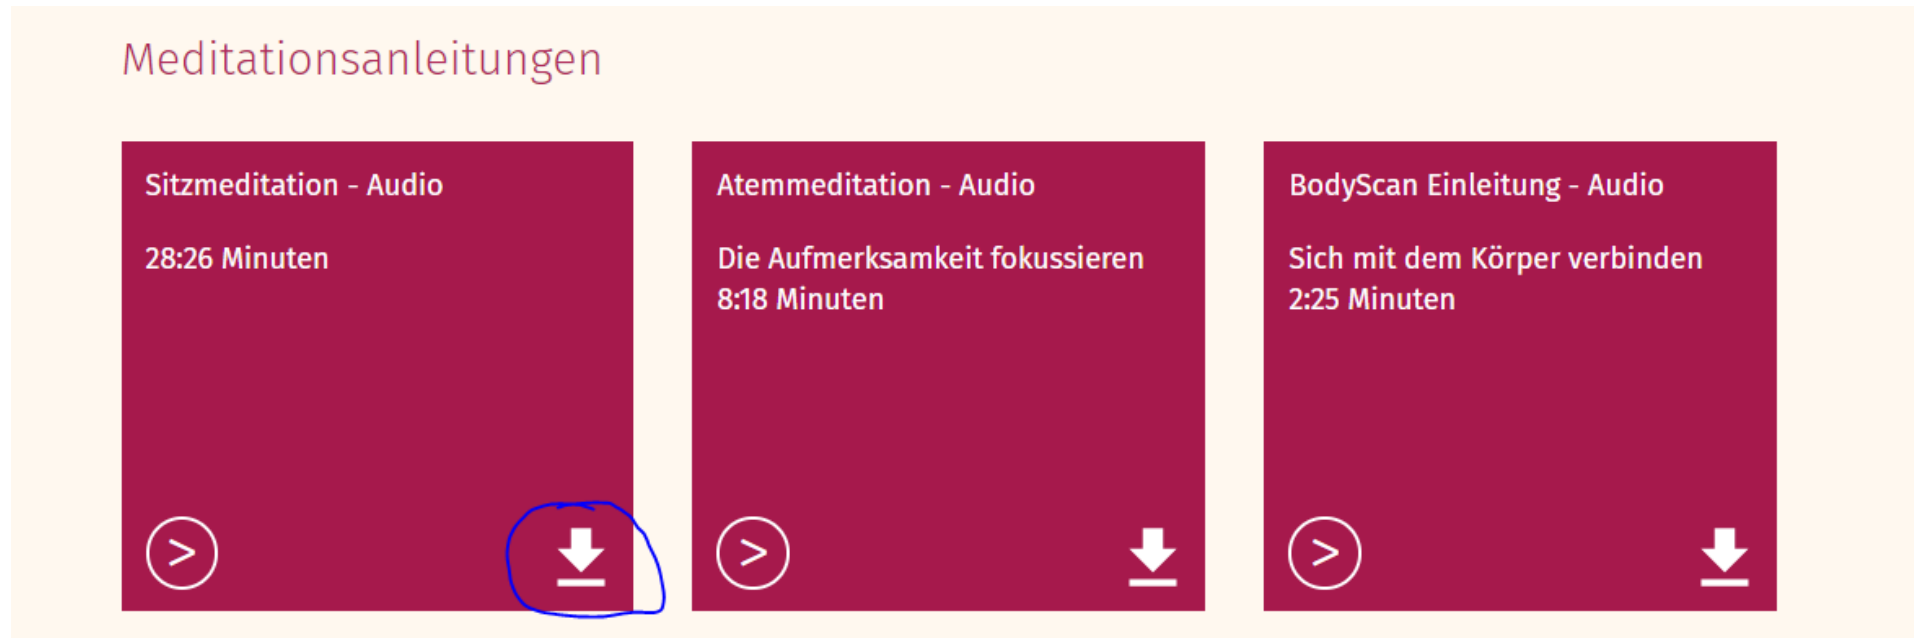 Meditationsanleitungen
Sitzmeditation - Audio
28:26 Minuten
Atemmeditation - Audio
Die Aufmerksamkeit fokussieren
8:18 Minuten
BodyScan Einleitung - Audio
Sich mit dem Körper verbinden
2:25 Minuten